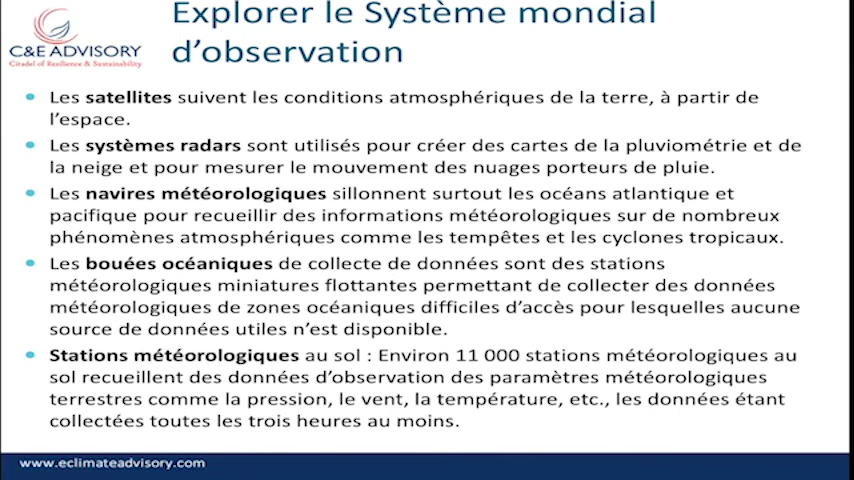 Explorer le Système mondial
d'observation
C&E ADVISORY
Citadel of Resilience & Sustainability
• Les satellites suivent les conditions atmosphériques de la terre, à partir de
l'espace.
• Les systèmes radars sont utilisés pour créer des cartes de la pluviométrie et de
la neige et pour mesurer le mouvement des nuages porteurs de pluie.
• Les navires météorologiques sillonnent surtout les océans atlantique et
pacifique pour recueillir des informations météorologiques sur de nombreux
phénomènes atmosphériques comme les tempêtes et les cyclones tropicaux.
• Les bouées océaniques de collecte de données sont des stations
météorologiques miniatures flottantes permettant de collecter des données
météorologiques de zones océaniques difficiles d'accès pour lesquelles aucune
source de données utiles n'est disponible.
• Stations météorologiques au sol : Environ 11 000 stations météorologiques au
sol recueillent des données d'observation des paramètres météorologiques
terrestres comme la pression, le vent, la température, etc., les données étant
collectées toutes les trois heures au moins.
www.eclimateadvisory.com